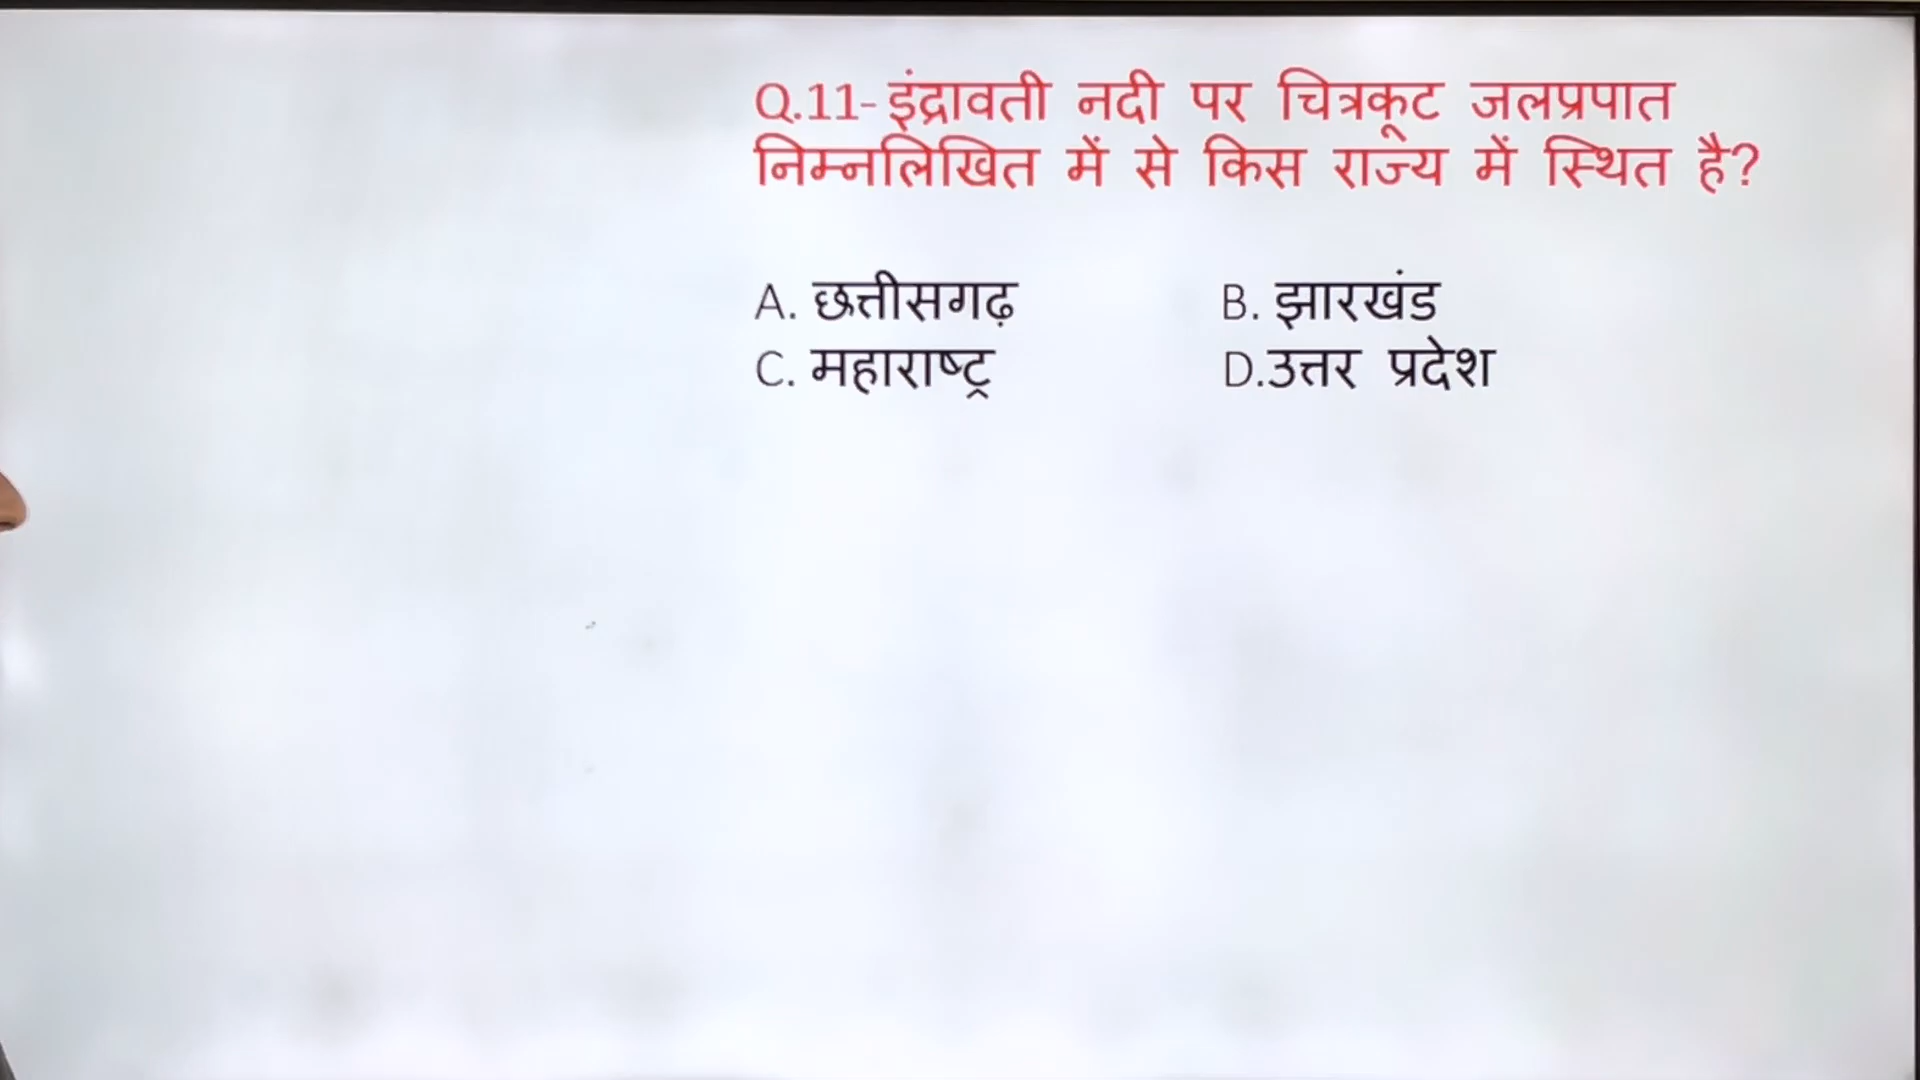 Q.11- इंद्रावती नदी पर चित्रकूट जलप्रपात
निम्नलिखित में से किस राज्य में स्थित है?
A. छत्तीसगढ़ B. झारखंड
C. महाराष्ट्र D.उत्तर प्रदेश